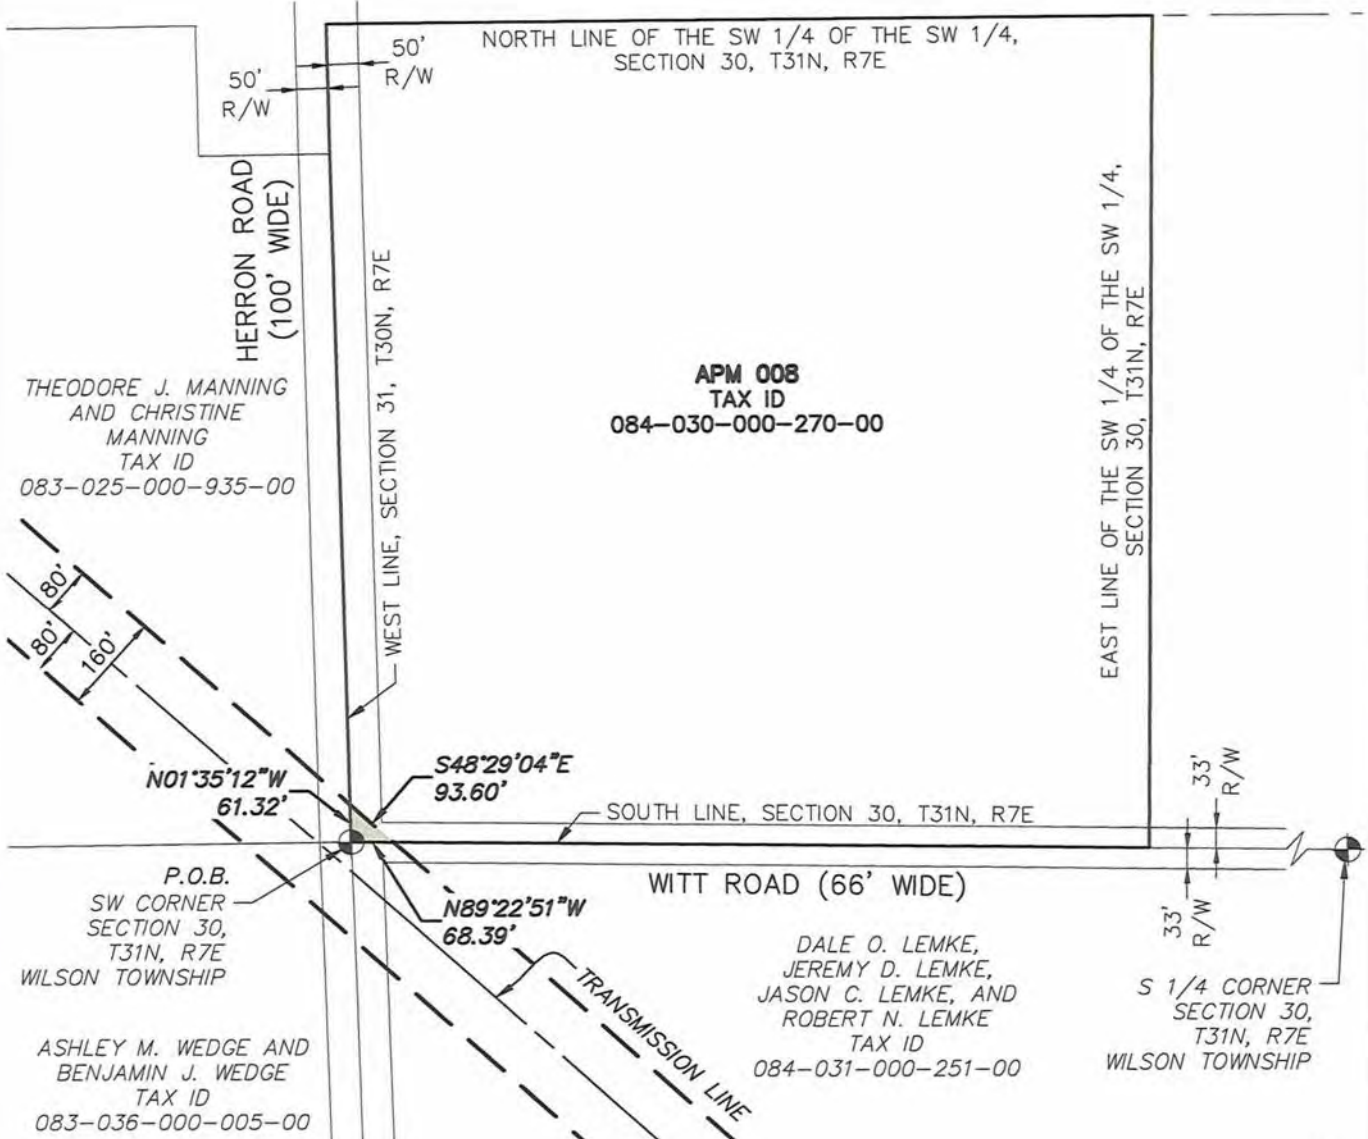 NORTH LINE OF THE SW 1/4 OF THE SW 1/4,
SECTION 30, T31N, R7E
50'
R/W
50'
R/W
HERRON ROAD
(100' WIDE)
WEST LINE, SECTION 31, T30N, R7E
EAST LINE OF THE SW 1/4 OF THE SW 1/4,
SECTION 30, T31N, R7E
APM 008
TAX ID
084-030-000-270-00
THEODORE J. MANNING
AND CHRISTINE
MANNING
TAX ID
083-025-000-935-00
80'
80'
160'
N01°35'12"W
61.32'
S48°29'04"E
93.60'
SOUTH LINE, SECTION 30, T31N, R7E
33'
R/W
33'
R/W
WITT ROAD (66' WIDE)
P.O.B.
SW CORNER
SECTION 30,
T31N, R7E
WILSON TOWNSHIP
N89°22'51"W
68.39'
TRANSMISSION LINE
DALE O. LEMKE,
JEREMY D. LEMKE,
JASON C. LEMKE, AND
ROBERT N. LEMKE
TAX ID
084-031-000-251-00
S 1/4 CORNER
SECTION 30,
T31N, R7E
WILSON TOWNSHIP
ASHLEY M. WEDGE AND
BENJAMIN J. WEDGE
TAX ID
083-036-000-005-00